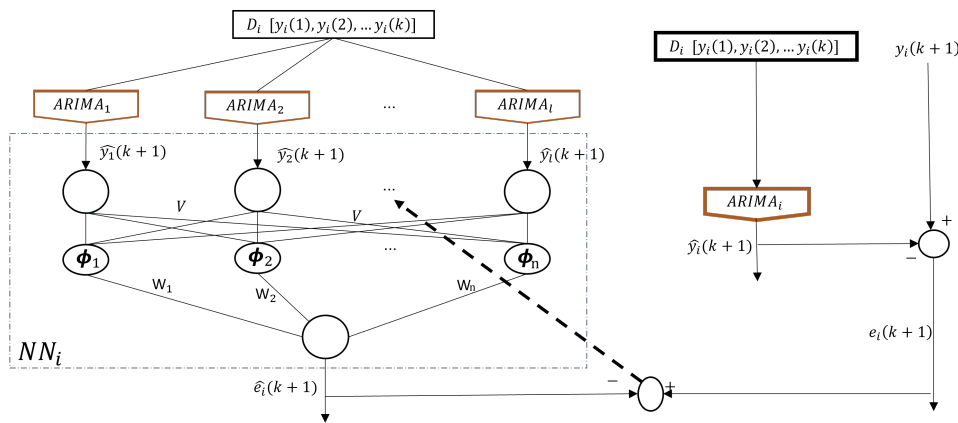 D_i [y_i(1), y_i(2), … y_i(k)]
D_i [y_i(1), y_i(2), … y_i(k)]
y_i(k+1)
ARIMA_1
ARIMA_2
...
ARIMA_l
ŷ_1(k+1)
ŷ_2(k+1)
ŷ_l(k+1)
...
V
V
ARIMA_i
+
ŷ_i(k+1)
−
ϕ_1
ϕ_2
...
ϕ_n
W_1
W_2
W_n
NN_i
e_i(k+1)
ê_i(k+1)
−
+